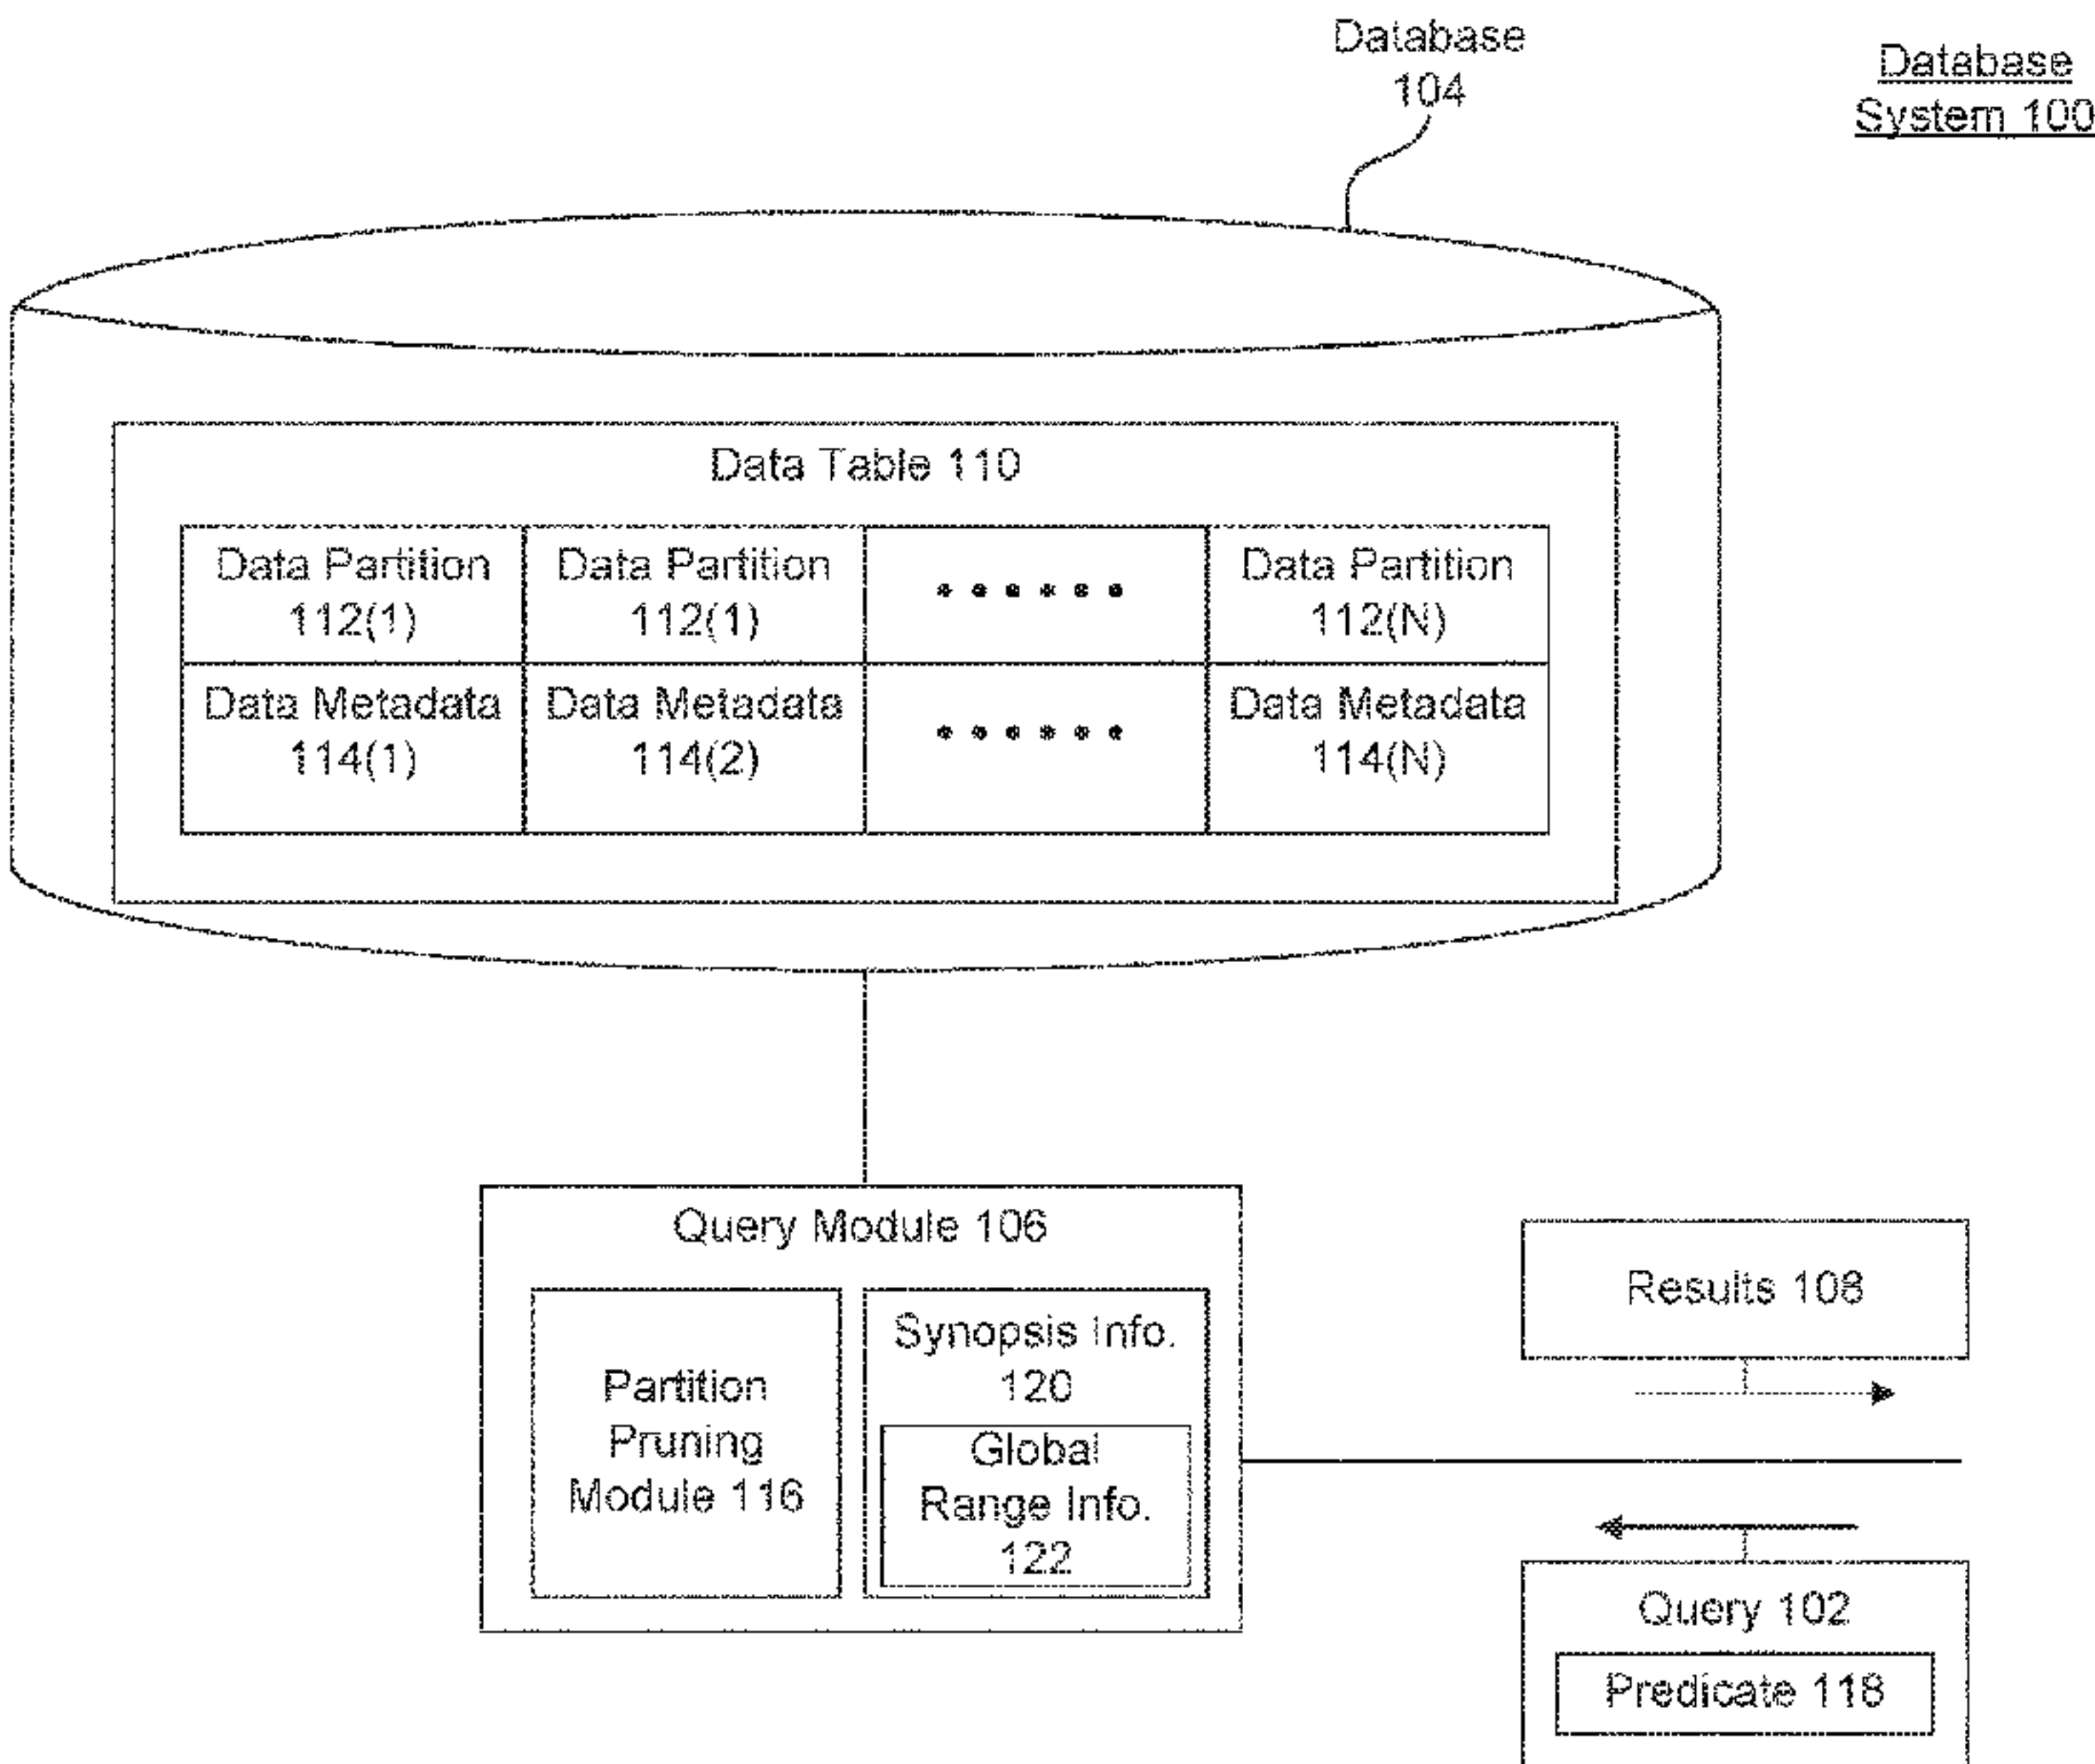 Database
104
Database
System 100
Data Table 110
Data Partition
112(1)
Data Partition
112(1)
Data Partition
112(N)
Data Metadata
114(1)
Data Metadata
114(2)
Data Metadata
114(N)
Query Module 106
Partition
Pruning
Module 116
Synopsis Info.
120
Global
Range Info.
122
Results 108
Query 102
Predicate 118